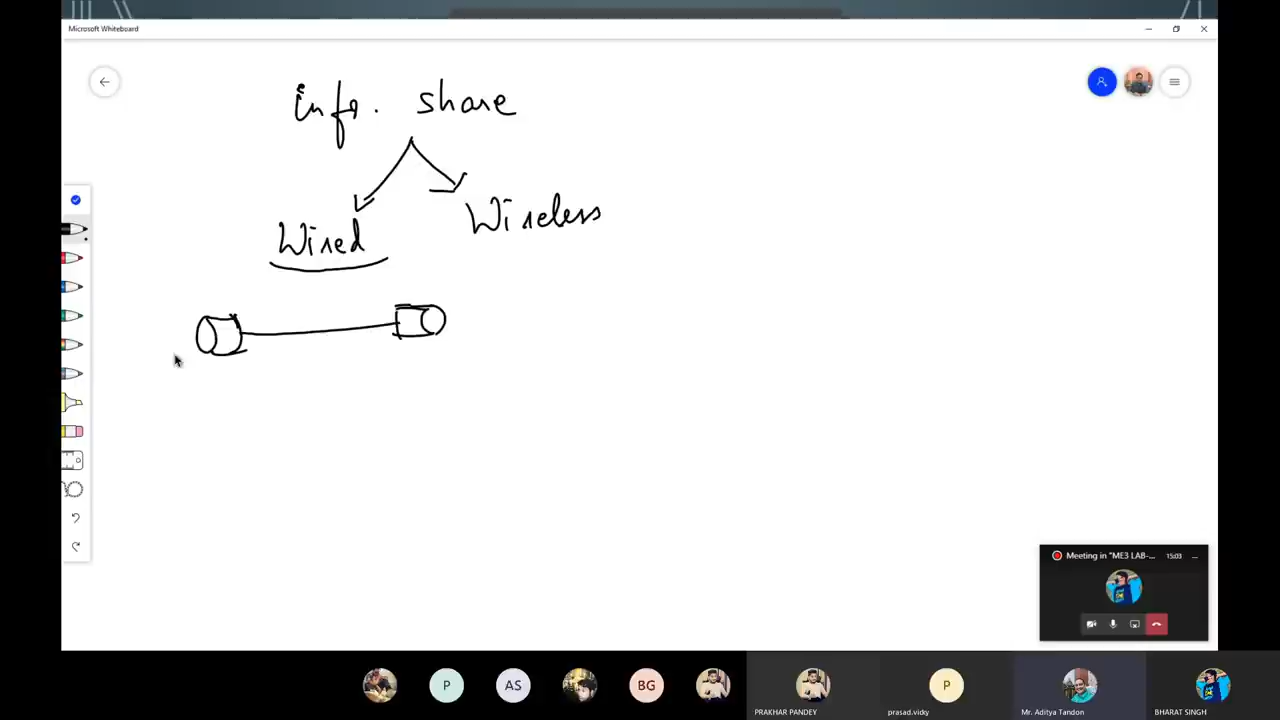 Microsoft Whiteboard
info. share
Wired
Wireless
Meeting in "ME3 LAB-...
15:03
P
AS
BG
P
PRAKHAR PANDEY
prasad.vicky
Mr. Aditya Tandon
BHARAT SINGH